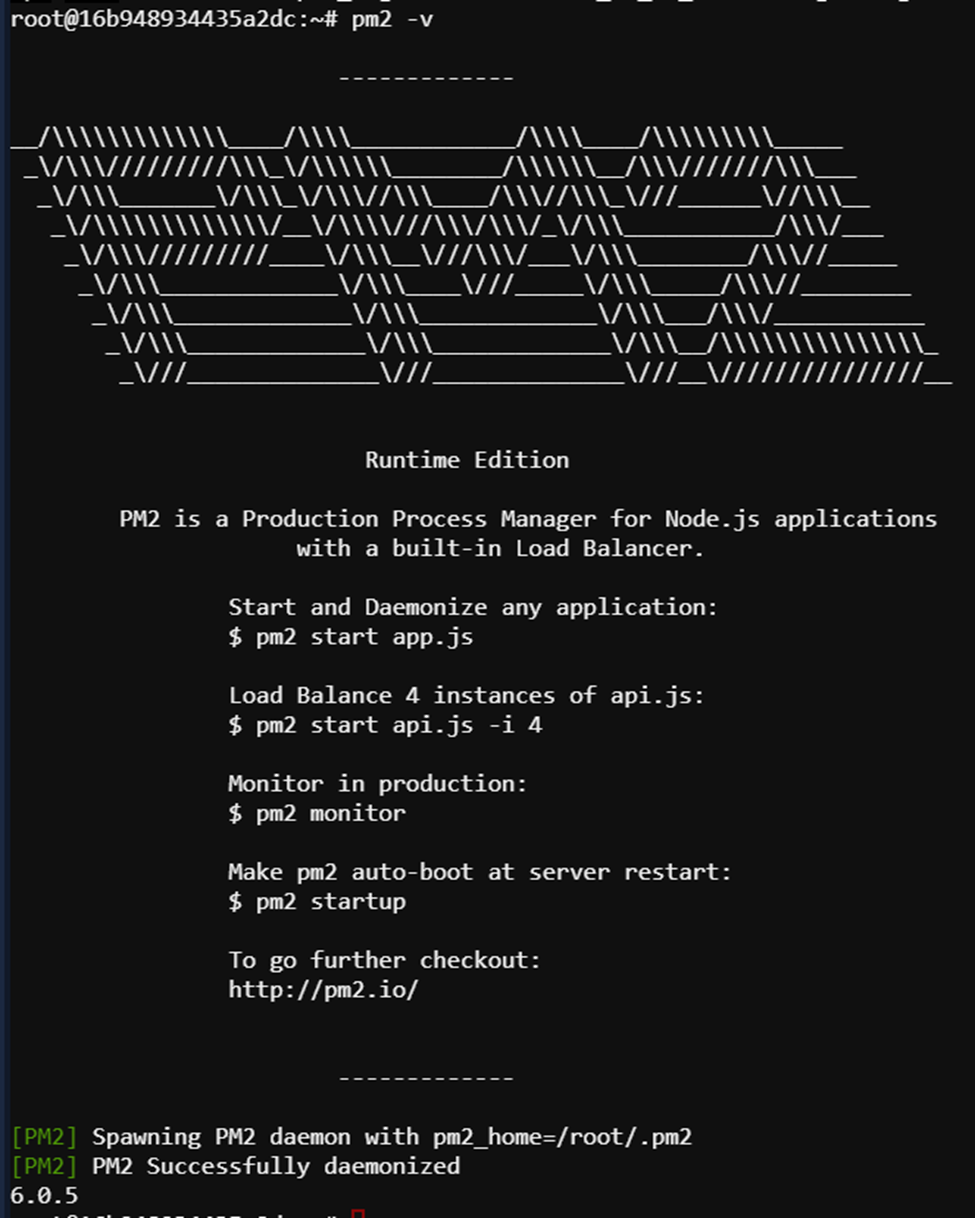 root@16b948934435a2dc:~# pm2 -v
-------------
__/\\\\\\\\\\\\\____/\\\\____________/\\\\____/\\\\\\\\\_____
_\/\\\/////////\\\_\/\\\\\\________/\\\\\\__/\\\///////\\\___
_\/\\\_______\/\\\_\/\\\//\\\____/\\\//\\\_\///______\//\\\__
_\/\\\\\\\\\\\\\/__\/\\\\///\\\/\\\/_\/\\\___________/\\\/___
_\/\\\/////////____\/\\\__\///\\\/___\/\\\________/\\\//_____
_\/\\\_____________\/\\\____\///_____\/\\\_____/\\\//________
_\/\\\_____________\/\\\_____________\/\\\___/\\\/___________
_\/\\\_____________\/\\\_____________\/\\\__/\\\\\\\\\\\\\\\_
_\///______________\///______________\///__\///////////////__
Runtime Edition
PM2 is a Production Process Manager for Node.js applications
with a built-in Load Balancer.
Start and Daemonize any application:
$ pm2 start app.js
Load Balance 4 instances of api.js:
$ pm2 start api.js -i 4
Monitor in production:
$ pm2 monitor
Make pm2 auto-boot at server restart:
$ pm2 startup
To go further checkout:
http://pm2.io/
-------------
[PM2] Spawning PM2 daemon with pm2_home=/root/.pm2
[PM2] PM2 Successfully daemonized
6.0.5